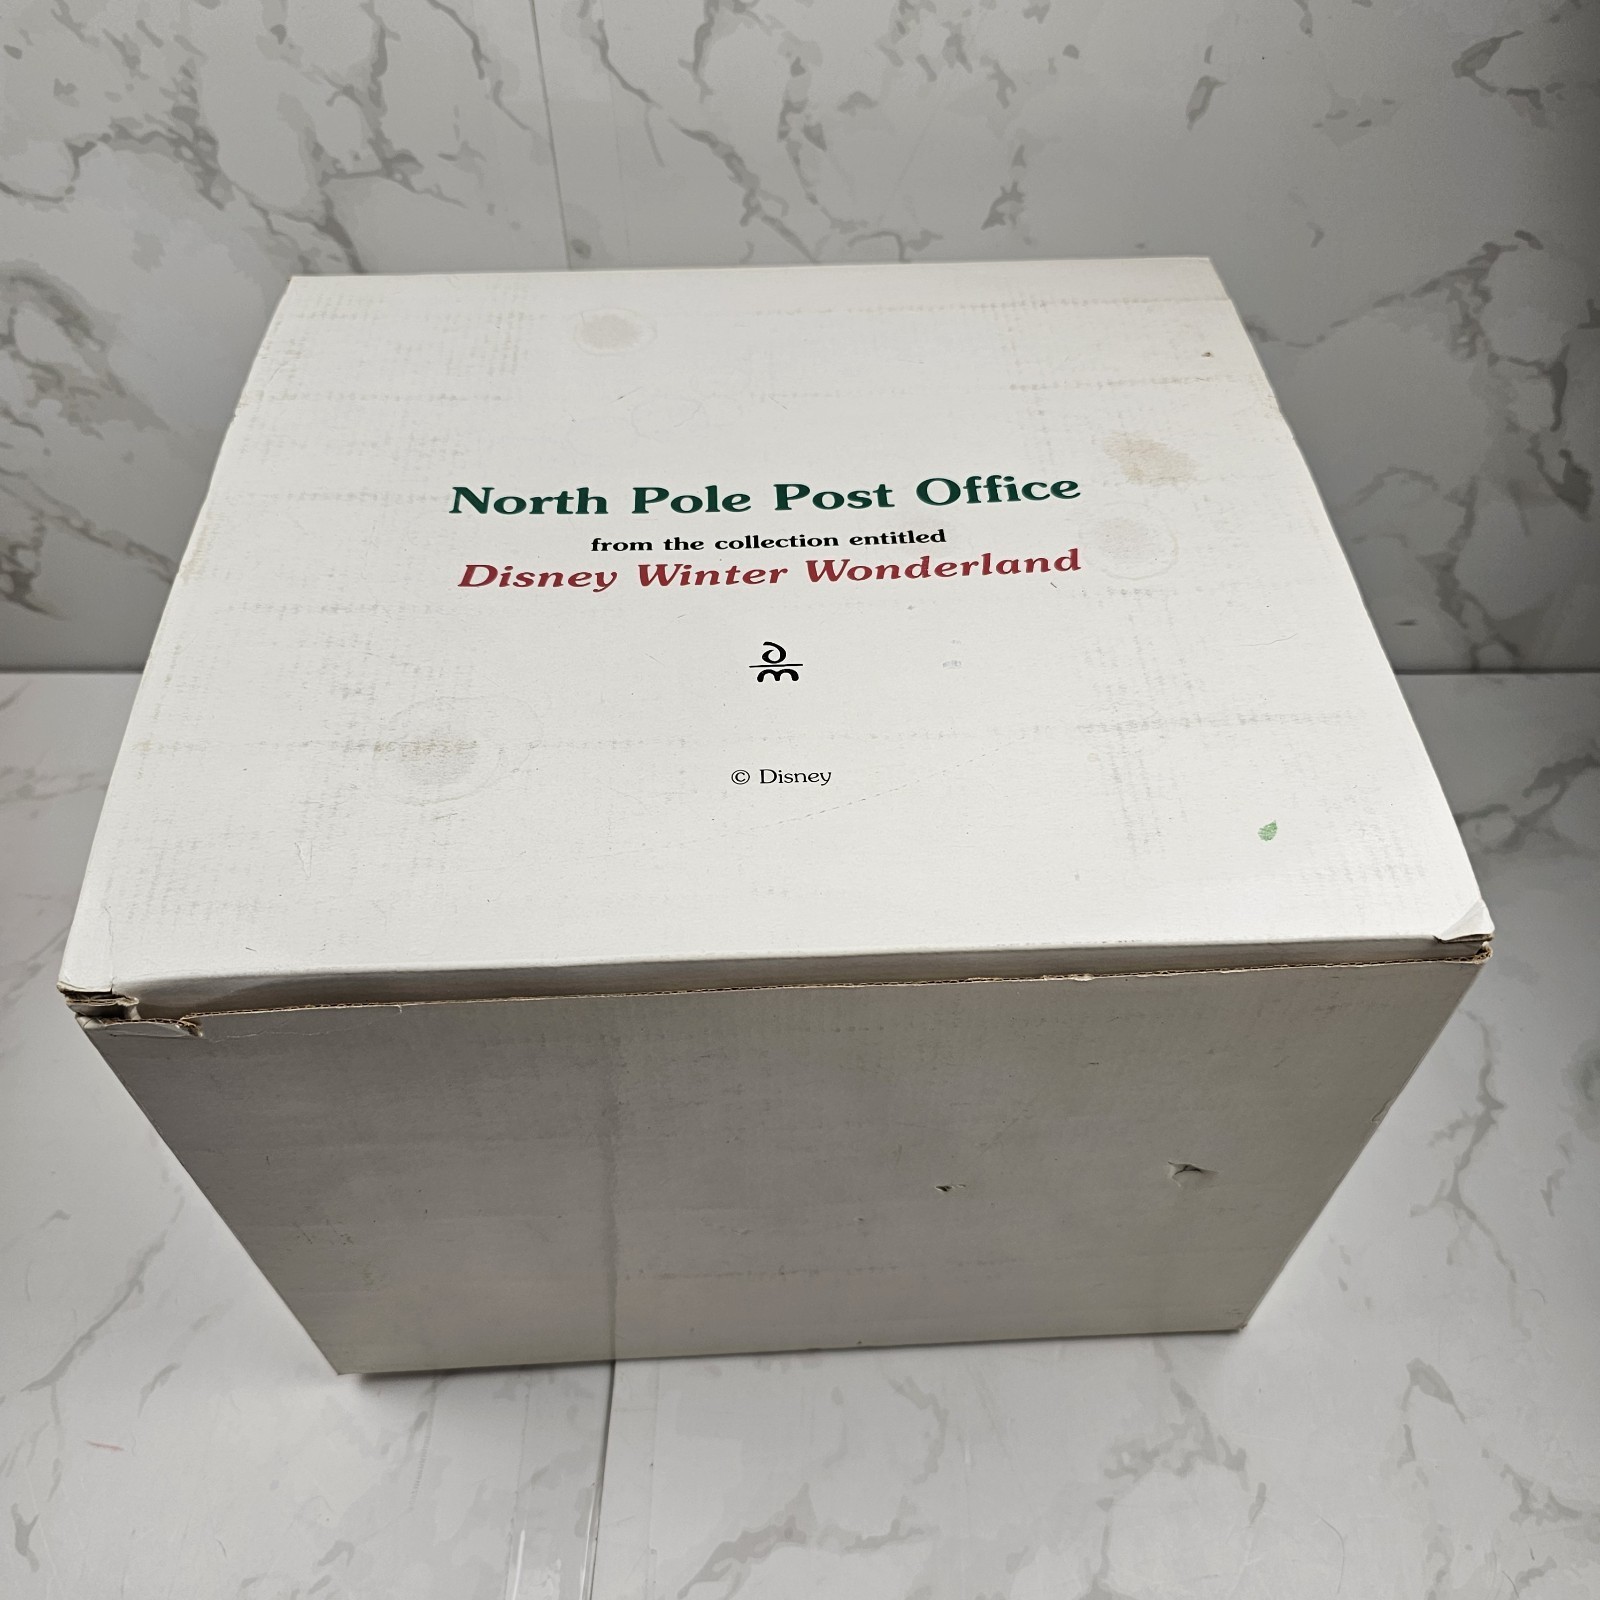 North Pole Post Office
from the collection entitled
Disney Winter Wonderland
© Disney